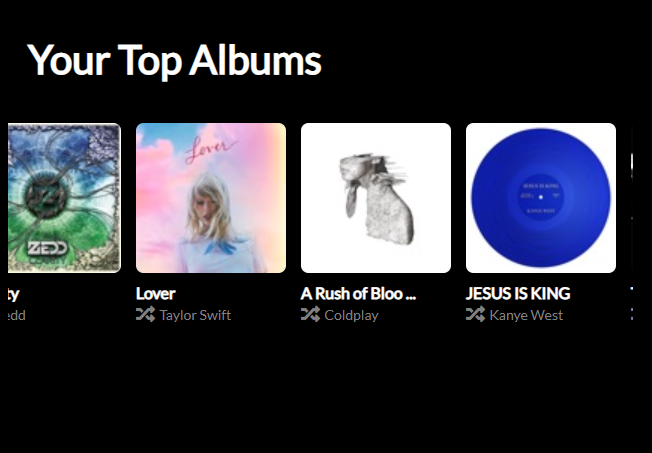 Your Top Albums
ZEDD
Lover
JESUS IS KING
KANYE WEST
ty
Lover
A Rush of Bloo ...
JESUS IS KING
edd
Taylor Swift
Coldplay
Kanye West